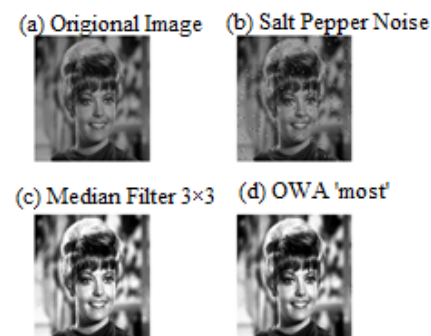 (a) Origional Image
(b) Salt Pepper Noise
(c) Median Filter 3×3
(d) OWA 'most'